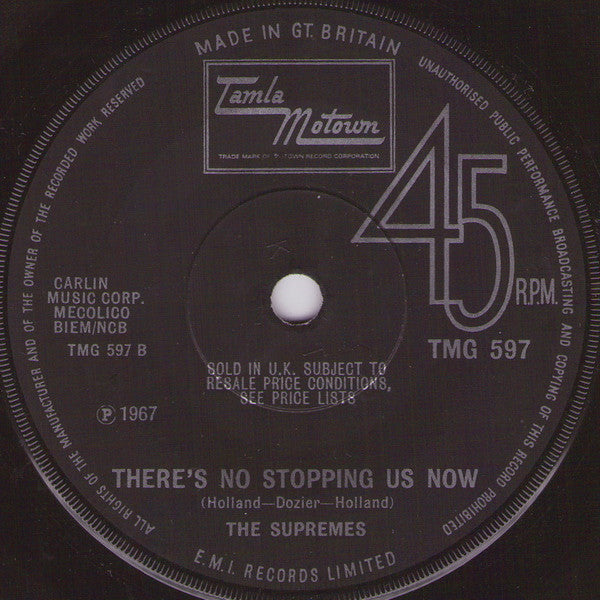 MADE IN GT. BRITAIN
UNAUTHORISED PUBLIC PERFORMANCE BROADCASTING AND COPYING OF THIS RECORD PROHIBITED
ALL RIGHTS OF THE MANUFACTURER AND OF THE OWNER OF THE RECORDED WORK RESERVED
Tamla
Motown
TRADE MARK OF T-MTOWN RECORD CORPORATION
45
R.P.M.
CARLIN
MUSIC CORP.
MECOLICO
BIEM/NCB
TMG 597 B
TMG 597
SOLD IN U.K. SUBJECT TO
RESALE PRICE CONDITIONS,
SEE PRICE LISTS
℗ 1967
THERE'S NO STOPPING US NOW
(Holland—Dozier—Holland)
THE SUPREMES
E.M.I. RECORDS LIMITED